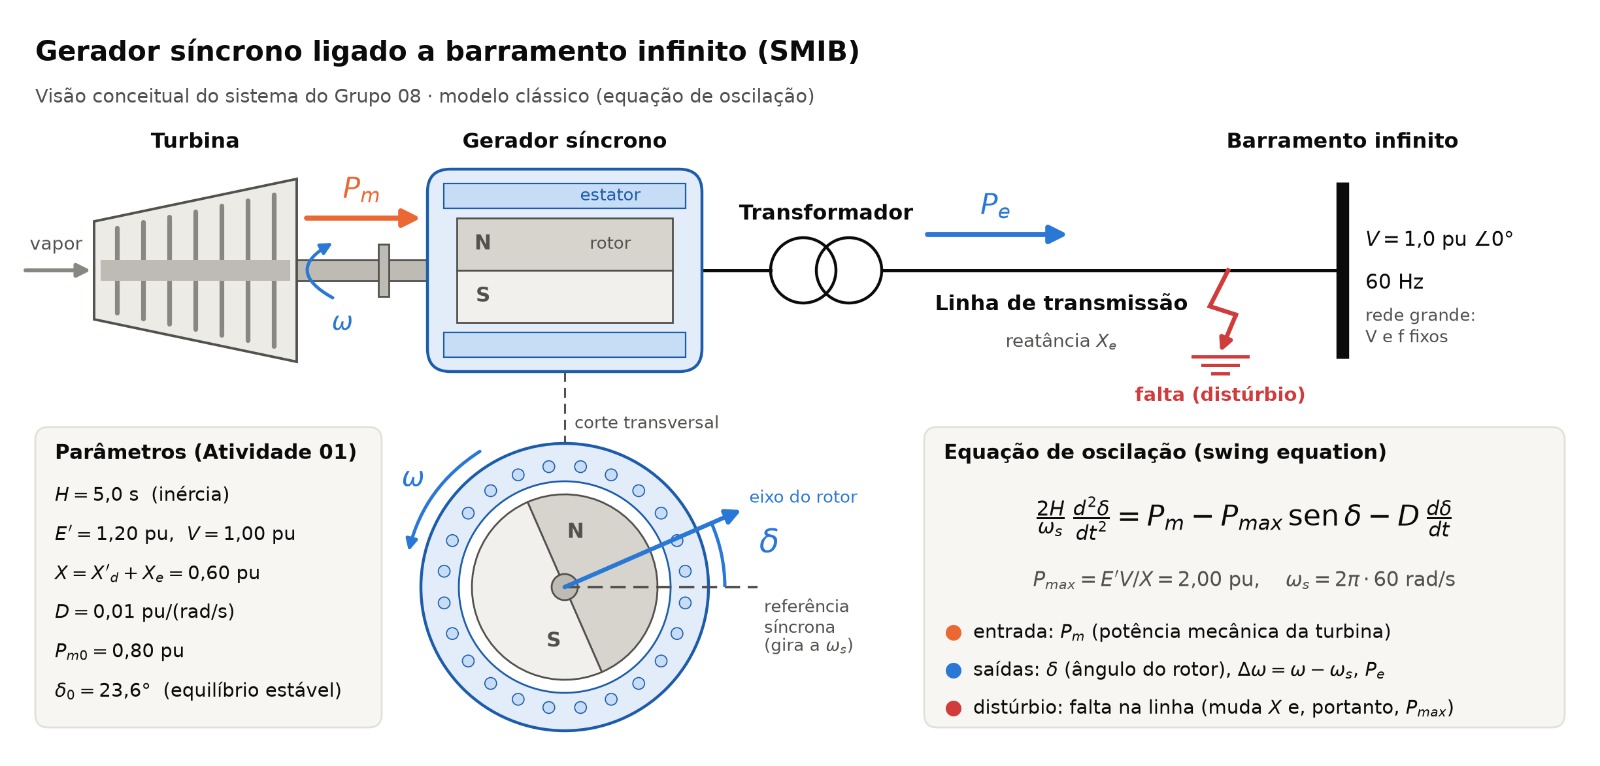 Gerador síncrono ligado a barramento infinito (SMIB)
Visão conceitual do sistema do Grupo 08 · modelo clássico (equação de oscilação)
Turbina
Gerador síncrono
Barramento infinito
P_m
estator
Transformador
P_e
vapor
N
rotor
V = 1,0 pu ∠0°
S
60 Hz
ω
Linha de transmissão
rede grande:
V e f fixos
reatância X_e
falta (distúrbio)
corte transversal
Parâmetros (Atividade 01)
H = 5,0 s (inércia)
E′ = 1,20 pu, V = 1,00 pu
X = X′_d + X_e = 0,60 pu
D = 0,01 pu/(rad/s)
P_m0 = 0,80 pu
δ_0 = 23,6° (equilíbrio estável)
ω
eixo do rotor
N
δ
S
referência
síncrona
(gira a ω_s)
Equação de oscilação (swing equation)
2H/ω_s d²δ/dt² = P_m − P_max sen δ − D dδ/dt
P_max = E′V/X = 2,00 pu, ω_s = 2π · 60 rad/s
entrada: P_m (potência mecânica da turbina)
saídas: δ (ângulo do rotor), Δω = ω − ω_s, P_e
distúrbio: falta na linha (muda X e, portanto, P_max)